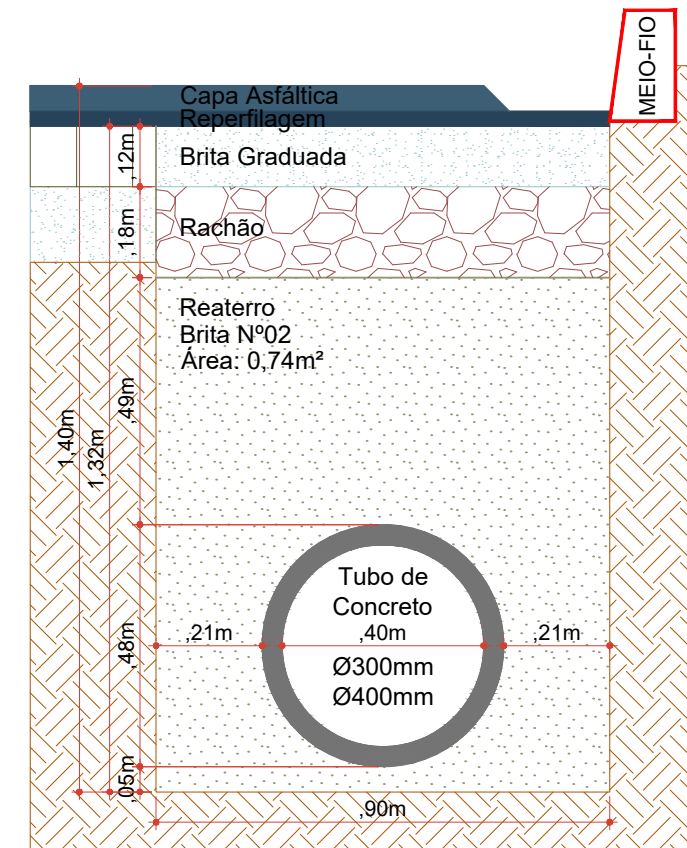 MEIO-FIO
Capa Asfáltica
Reperfilagem
Brita Graduada
,12m
Rachão
,18m
Reaterro
Brita Nº02
Área: 0,74m²
,49m
1,40m
1,32m
Tubo de
Concreto
,21m
,40m
,21m
Ø300mm
Ø400mm
,48m
,05m
,90m